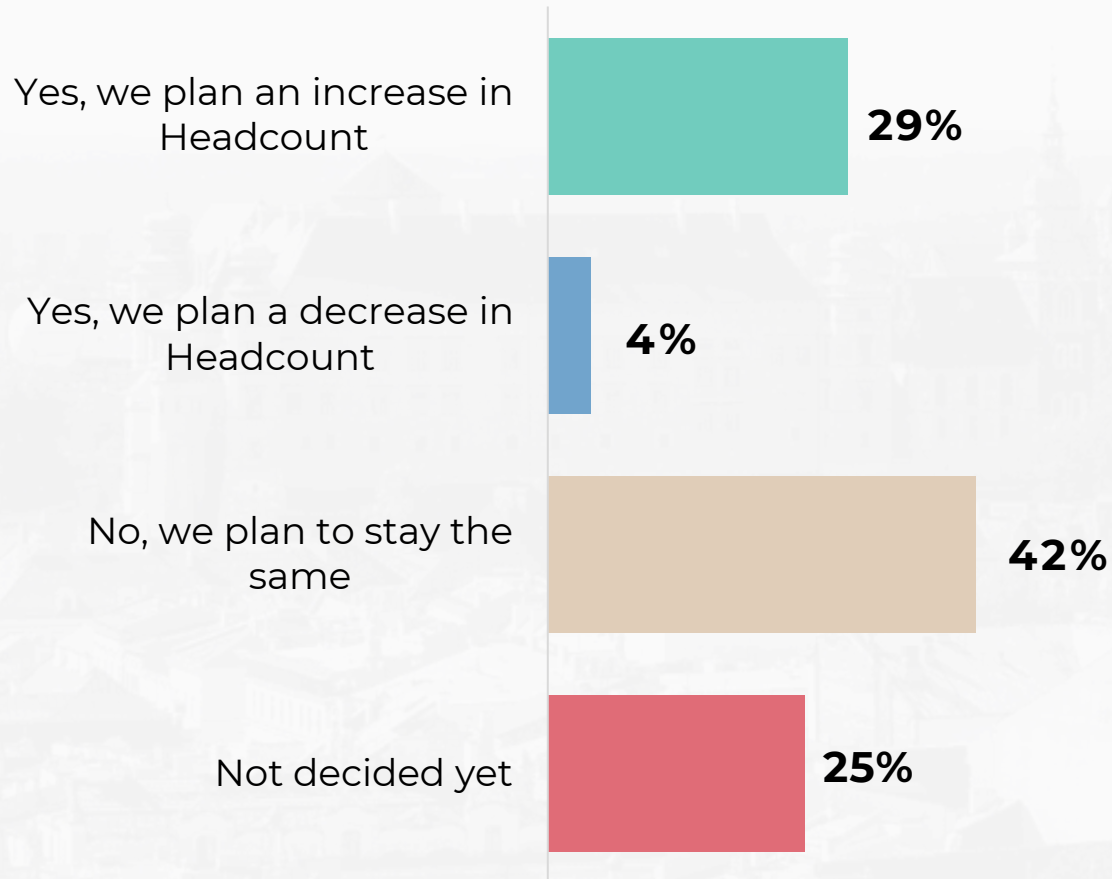 Yes, we plan an increase in
Headcount
29%
Yes, we plan a decrease in
Headcount
4%
No, we plan to stay the
same
42%
Not decided yet
25%